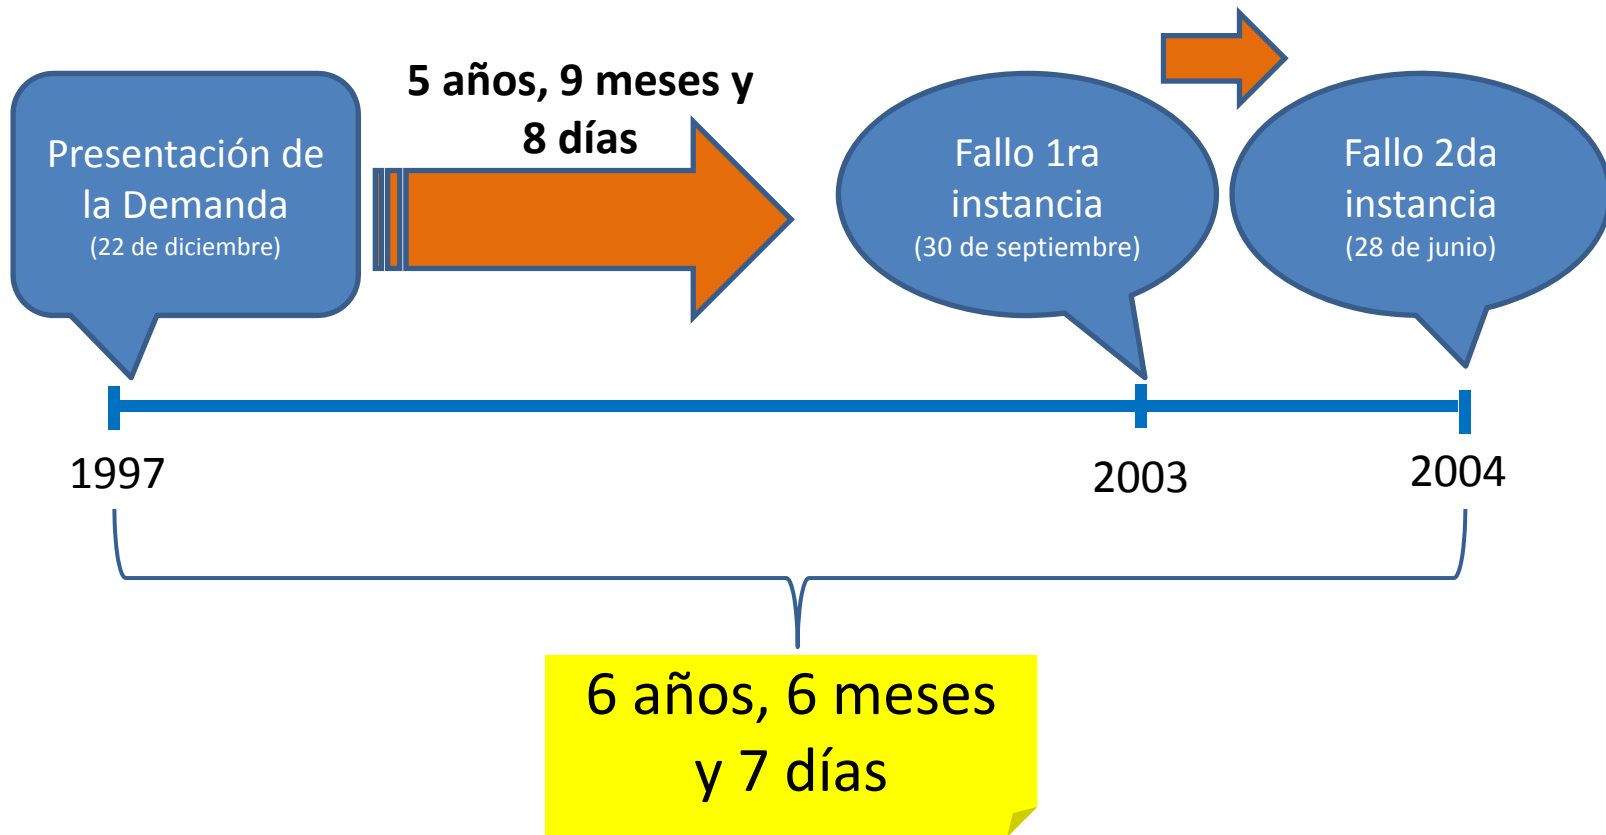 Presentación de
la Demanda
(22 de diciembre)
5 años, 9 meses y
8 días
Fallo 1ra
instancia
(30 de septiembre)
Fallo 2da
instancia
(28 de junio)
1997
2003
2004
6 años, 6 meses
y 7 días